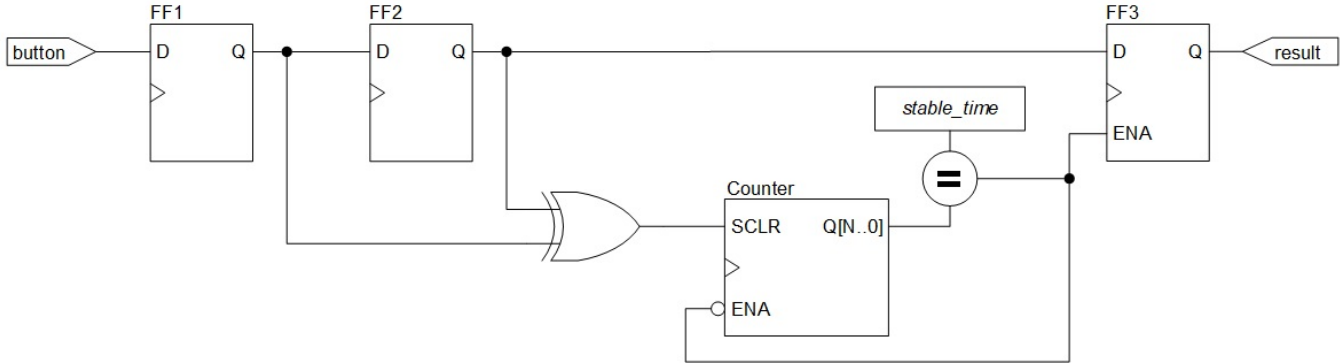 FF1
FF2
FF3
button
D
Q
D
Q
D
Q
result
stable_time
ENA
=
Counter
SCLR
Q[N..0]
ENA